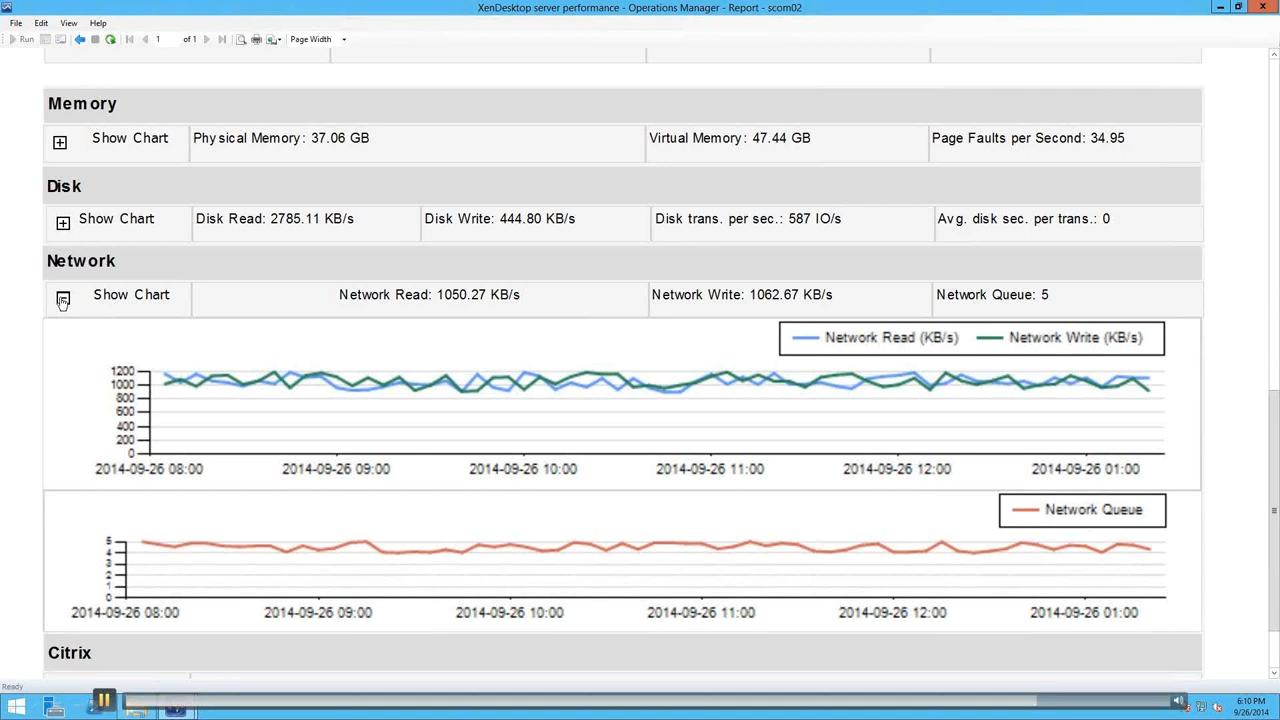 XenDesktop server performance - Operations Manager - Report - scom02
File Edit View Help
Run 1 of 1 Page Width
Memory
Show Chart Physical Memory: 37.06 GB Virtual Memory: 47.44 GB Page Faults per Second: 34.95
Disk
Show Chart Disk Read: 2785.11 KB/s Disk Write: 444.80 KB/s Disk trans. per sec.: 587 IO/s Avg. disk sec. per trans.: 0
Network
Show Chart Network Read: 1050.27 KB/s Network Write: 1062.67 KB/s Network Queue: 5
Network Read (KB/s) Network Write (KB/s)
1200
1000
800
600
400
200
0
2014-09-26 08:00 2014-09-26 09:00 2014-09-26 10:00 2014-09-26 11:00 2014-09-26 12:00 2014-09-26 01:00
Network Queue
5
4
3
2
1
0
2014-09-26 08:00 2014-09-26 09:00 2014-09-26 10:00 2014-09-26 11:00 2014-09-26 12:00 2014-09-26 01:00
Citrix
Ready
6:10 PM
9/26/2014